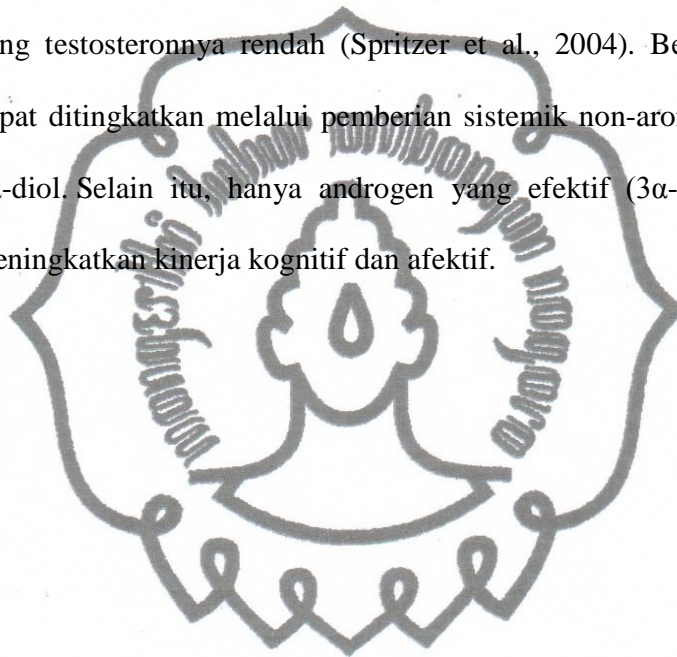 ng testosteronnya rendah (Spritzer et al., 2004). Be
pat ditingkatkan melalui pemberian sistemik non-aro
-diol. Selain itu, hanya androgen yang efektif (3α-
eningkatkan kinerja kognitif dan afektif.